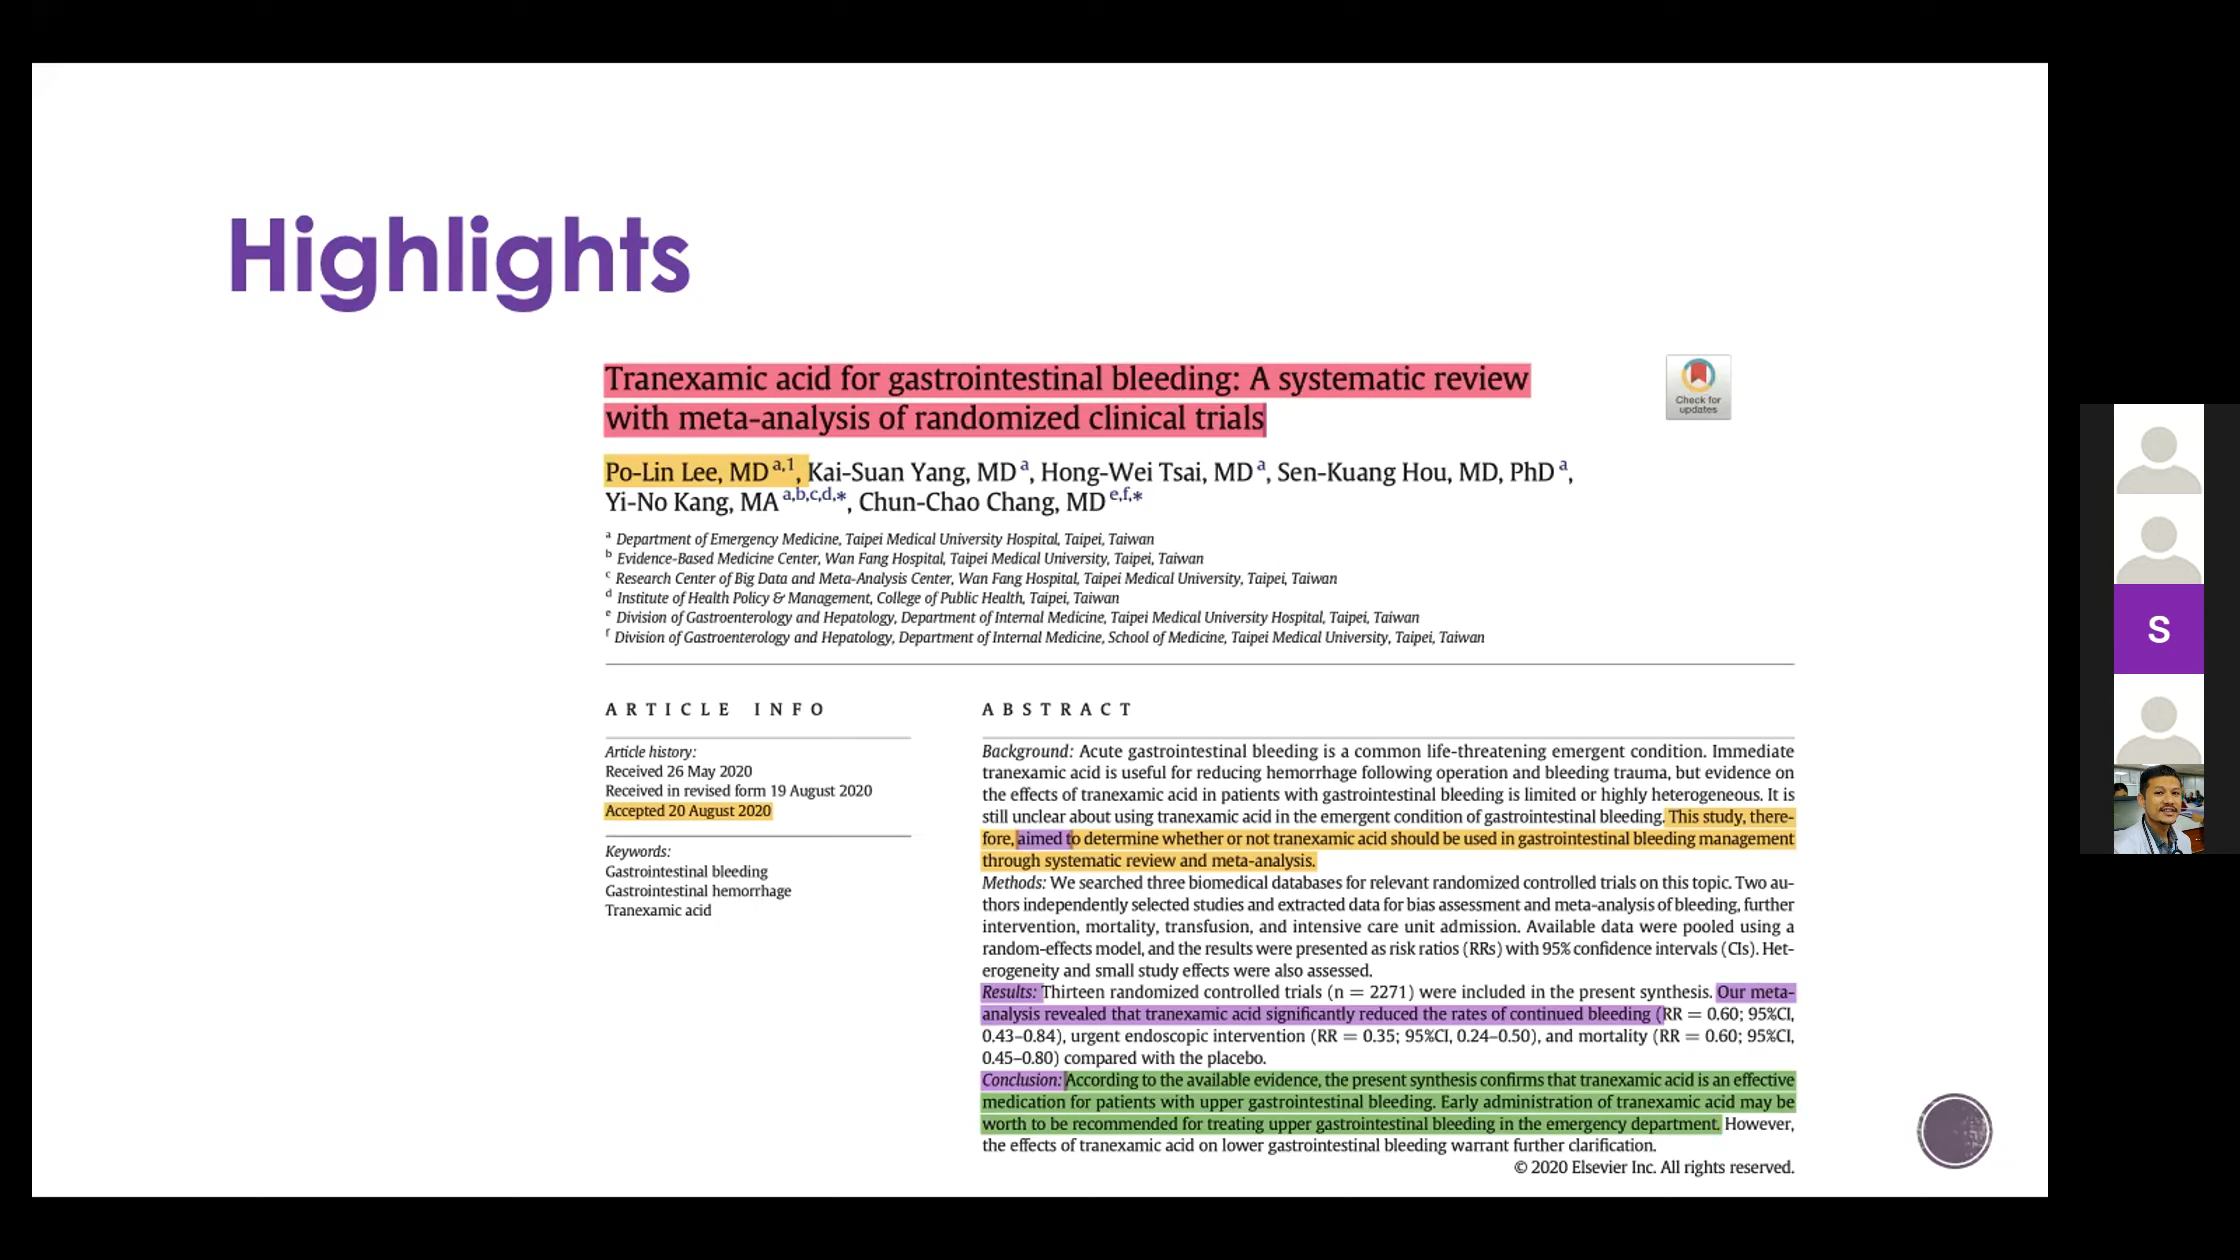 Highlights
Tranexamic acid for gastrointestinal bleeding: A systematic review
with meta-analysis of randomized clinical trials
Check for
updates
Po-Lin Lee, MD a,1, Kai-Suan Yang, MD a, Hong-Wei Tsai, MD a, Sen-Kuang Hou, MD, PhD a,
Yi-No Kang, MA a,b,c,d,*, Chun-Chao Chang, MD e,f,*
a Department of Emergency Medicine, Taipei Medical University Hospital, Taipei, Taiwan
b Evidence-Based Medicine Center, Wan Fang Hospital, Taipei Medical University, Taipei, Taiwan
c Research Center of Big Data and Meta-Analysis Center, Wan Fang Hospital, Taipei Medical University, Taipei, Taiwan
d Institute of Health Policy & Management, College of Public Health, Taipei, Taiwan
e Division of Gastroenterology and Hepatology, Department of Internal Medicine, Taipei Medical University Hospital, Taipei, Taiwan
f Division of Gastroenterology and Hepatology, Department of Internal Medicine, School of Medicine, Taipei Medical University, Taipei, Taiwan
ARTICLE INFO
Article history:
Received 26 May 2020
Received in revised form 19 August 2020
Accepted 20 August 2020
Keywords:
Gastrointestinal bleeding
Gastrointestinal hemorrhage
Tranexamic acid
ABSTRACT
Background: Acute gastrointestinal bleeding is a common life-threatening emergent condition. Immediate
tranexamic acid is useful for reducing hemorrhage following operation and bleeding trauma, but evidence on
the effects of tranexamic acid in patients with gastrointestinal bleeding is limited or highly heterogeneous. It is
still unclear about using tranexamic acid in the emergent condition of gastrointestinal bleeding. This study, there-
fore, aimed to determine whether or not tranexamic acid should be used in gastrointestinal bleeding management
through systematic review and meta-analysis.
Methods: We searched three biomedical databases for relevant randomized controlled trials on this topic. Two au-
thors independently selected studies and extracted data for bias assessment and meta-analysis of bleeding, further
intervention, mortality, transfusion, and intensive care unit admission. Available data were pooled using a
random-effects model, and the results were presented as risk ratios (RRs) with 95% confidence intervals (CIs). Het-
erogeneity and small study effects were also assessed.
Results: Thirteen randomized controlled trials (n = 2271) were included in the present synthesis. Our meta-
analysis revealed that tranexamic acid significantly reduced the rates of continued bleeding (RR = 0.60; 95%CI,
0.43–0.84), urgent endoscopic intervention (RR = 0.35; 95%CI, 0.24–0.50), and mortality (RR = 0.60; 95%CI,
0.45–0.80) compared with the placebo.
Conclusion: According to the available evidence, the present synthesis confirms that tranexamic acid is an effective
medication for patients with upper gastrointestinal bleeding. Early administration of tranexamic acid may be
worth to be recommended for treating upper gastrointestinal bleeding in the emergency department. However,
the effects of tranexamic acid on lower gastrointestinal bleeding warrant further clarification.
© 2020 Elsevier Inc. All rights reserved.
S